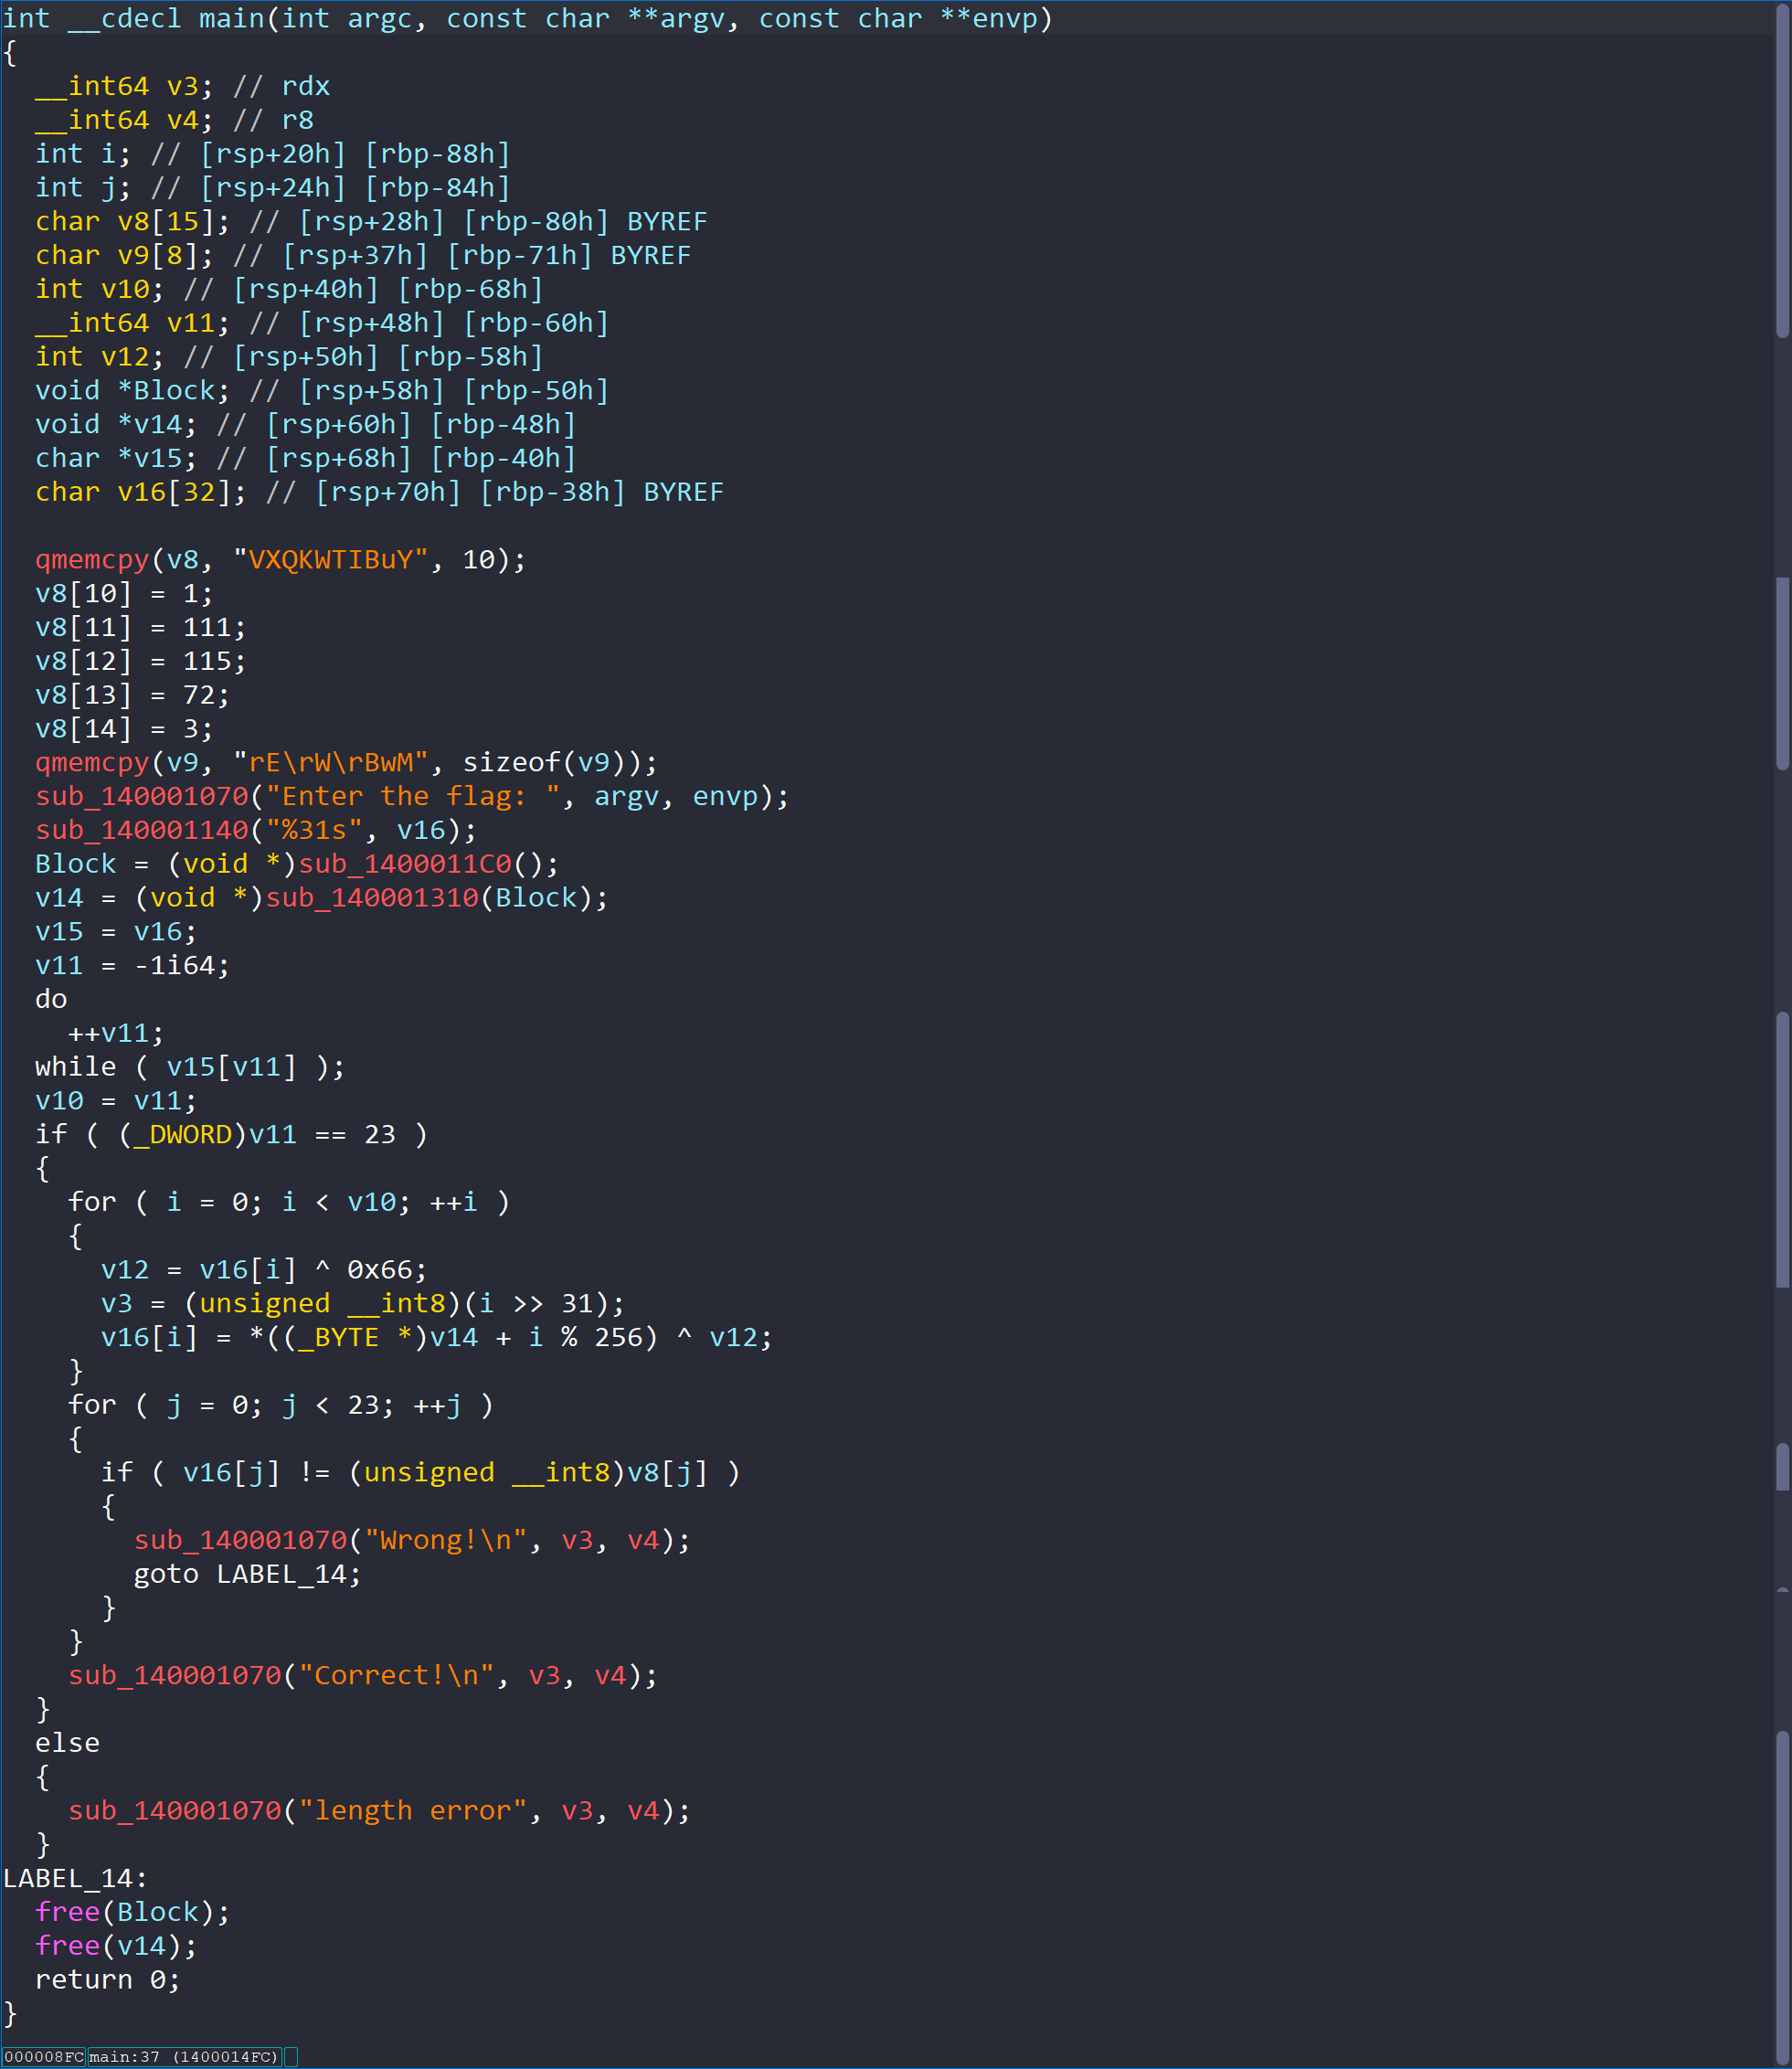 int __cdecl main(int argc, const char **argv, const char **envp)
{
  __int64 v3; // rdx
  __int64 v4; // r8
  int i; // [rsp+20h] [rbp-88h]
  int j; // [rsp+24h] [rbp-84h]
  char v8[15]; // [rsp+28h] [rbp-80h] BYREF
  char v9[8]; // [rsp+37h] [rbp-71h] BYREF
  int v10; // [rsp+40h] [rbp-68h]
  __int64 v11; // [rsp+48h] [rbp-60h]
  int v12; // [rsp+50h] [rbp-58h]
  void *Block; // [rsp+58h] [rbp-50h]
  void *v14; // [rsp+60h] [rbp-48h]
  char *v15; // [rsp+68h] [rbp-40h]
  char v16[32]; // [rsp+70h] [rbp-38h] BYREF

  qmemcpy(v8, "VXQKWTIBuY", 10);
  v8[10] = 1;
  v8[11] = 111;
  v8[12] = 115;
  v8[13] = 72;
  v8[14] = 3;
  qmemcpy(v9, "rE\rW\rBwM", sizeof(v9));
  sub_140001070("Enter the flag: ", argv, envp);
  sub_140001140("%31s", v16);
  Block = (void *)sub_1400011C0();
  v14 = (void *)sub_140001310(Block);
  v15 = v16;
  v11 = -1i64;
  do
    ++v11;
  while ( v15[v11] );
  v10 = v11;
  if ( (_DWORD)v11 == 23 )
  {
    for ( i = 0; i < v10; ++i )
    {
      v12 = v16[i] ^ 0x66;
      v3 = (unsigned __int8)(i >> 31);
      v16[i] = *((_BYTE *)v14 + i % 256) ^ v12;
    }
    for ( j = 0; j < 23; ++j )
    {
      if ( v16[j] != (unsigned __int8)v8[j] )
      {
        sub_140001070("Wrong!\n", v3, v4);
        goto LABEL_14;
      }
    }
    sub_140001070("Correct!\n", v3, v4);
  }
  else
  {
    sub_140001070("length error", v3, v4);
  }
LABEL_14:
  free(Block);
  free(v14);
  return 0;
}
000008FC main:37 (1400014FC)